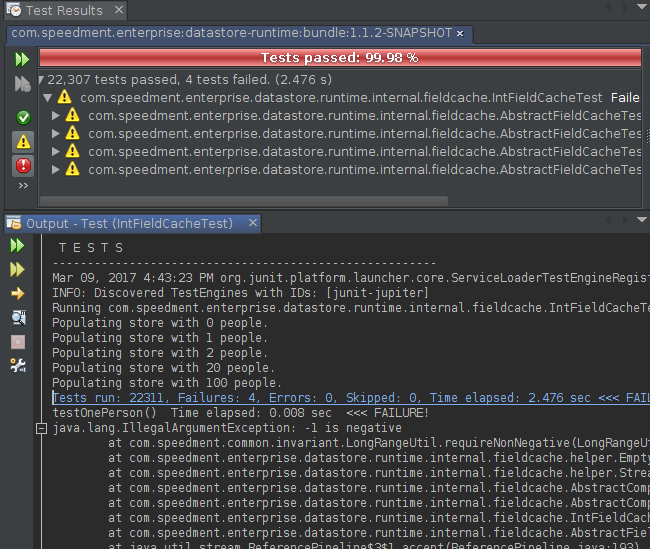 Test Results
com.speedment.enterprise:datastore-runtime:bundle:1.1.2-SNAPSHOT
Tests passed: 99.98 %
22,307 tests passed, 4 tests failed. (2.476 s)
com.speedment.enterprise.datastore.runtime.internal.fieldcache.IntFieldCacheTest Faile
com.speedment.enterprise.datastore.runtime.internal.fieldcache.AbstractFieldCacheTes
com.speedment.enterprise.datastore.runtime.internal.fieldcache.AbstractFieldCacheTes
com.speedment.enterprise.datastore.runtime.internal.fieldcache.AbstractFieldCacheTes
com.speedment.enterprise.datastore.runtime.internal.fieldcache.AbstractFieldCacheTes
Output - Test (IntFieldCacheTest)
T E S T S
-------------------------------------------------------
Mar 09, 2017 4:43:23 PM org.junit.platform.launcher.core.ServiceLoaderTestEngineRegist
INFO: Discovered TestEngines with IDs: [junit-jupiter]
Running com.speedment.enterprise.datastore.runtime.internal.fieldcache.IntFieldCacheTe
Populating store with 0 people.
Populating store with 1 people.
Populating store with 2 people.
Populating store with 20 people.
Populating store with 100 people.
Tests run: 22311, Failures: 4, Errors: 0, Skipped: 0, Time elapsed: 2.476 sec <<< FAIL
testOnePerson()  Time elapsed: 0.008 sec  <<< FAILURE!
java.lang.IllegalArgumentException: -1 is negative
at com.speedment.common.invariant.LongRangeUtil.requireNonNegative(LongRangeUt
at com.speedment.enterprise.datastore.runtime.internal.fieldcache.helper.Empty
at com.speedment.enterprise.datastore.runtime.internal.fieldcache.helper.Strea
at com.speedment.enterprise.datastore.runtime.internal.fieldcache.AbstractComp
at com.speedment.enterprise.datastore.runtime.internal.fieldcache.AbstractComp
at com.speedment.enterprise.datastore.runtime.internal.fieldcache.IntFieldCach
at com.speedment.enterprise.datastore.runtime.internal.fieldcache.AbstractFiel
at java.util.stream.ReferencePipeline$3$1.accept(ReferencePipeline.java:193)